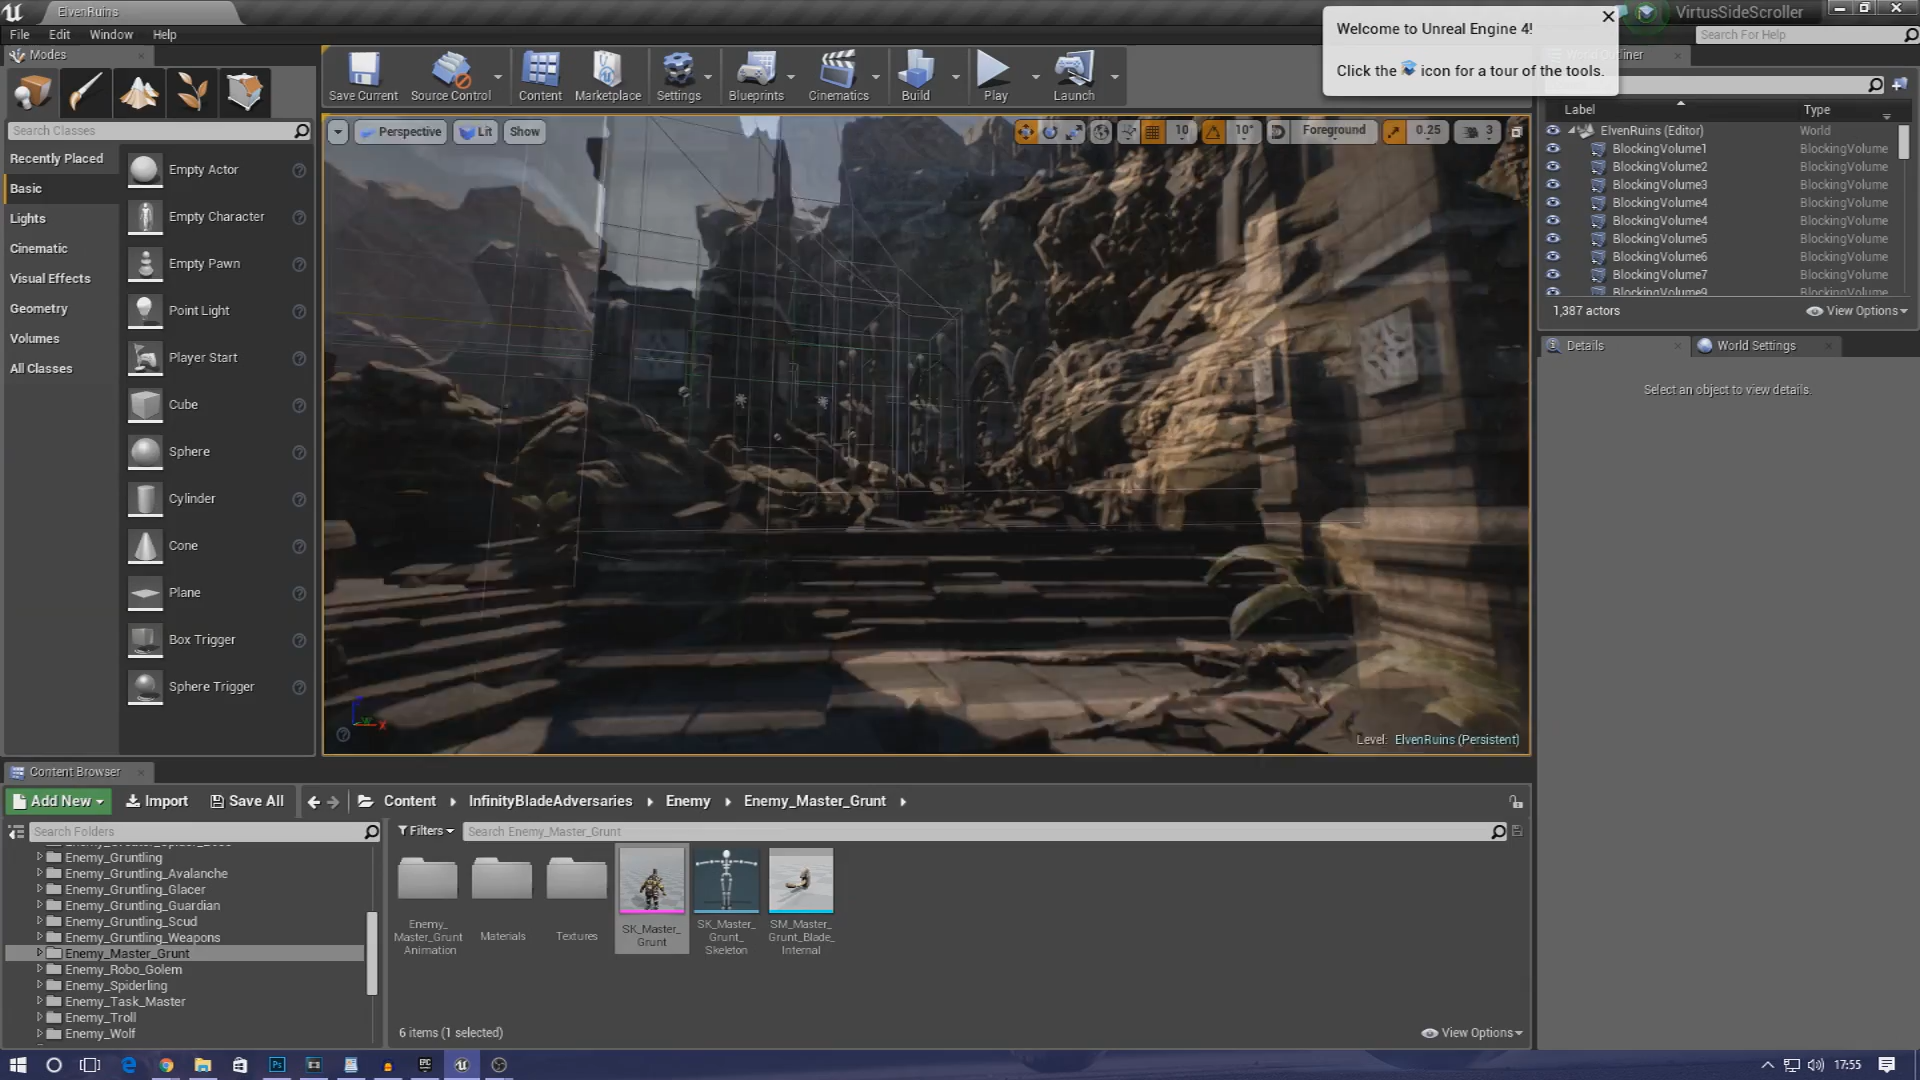 ElvenRuins
VirtusSideScroller
File Edit Window Help
Search For Help
Welcome to Unreal Engine 4!
Click the icon for a tour of the tools.
Modes
World Outliner
Save Current
Source Control
Content
Marketplace
Settings
Blueprints
Cinematics
Build
Play
Launch
Search Classes
Recently Placed
Basic
Lights
Cinematic
Visual Effects
Geometry
Volumes
All Classes
Empty Actor
Empty Character
Empty Pawn
Point Light
Player Start
Cube
Sphere
Cylinder
Cone
Plane
Box Trigger
Sphere Trigger
Perspective Lit Show
10 10° Foreground 0.25 3
Level: ElvenRuins (Persistent)
Label Type
ElvenRuins (Editor) World
BlockingVolume1 BlockingVolume
BlockingVolume2 BlockingVolume
BlockingVolume3 BlockingVolume
BlockingVolume4 BlockingVolume
BlockingVolume4 BlockingVolume
BlockingVolume5 BlockingVolume
BlockingVolume6 BlockingVolume
BlockingVolume7 BlockingVolume
BlockingVolume9 BlockingVolume
1,387 actors View Options
Details World Settings
Select an object to view details.
Content Browser
Add New Import Save All Content InfinityBladeAdversaries Enemy Enemy_Master_Grunt
Search Folders
Filters Search Enemy_Master_Grunt
Enemy_Gruntling
Enemy_Gruntling_Avalanche
Enemy_Gruntling_Glacer
Enemy_Gruntling_Guardian
Enemy_Gruntling_Scud
Enemy_Gruntling_Weapons
Enemy_Master_Grunt
Enemy_Robo_Golem
Enemy_Spiderling
Enemy_Task_Master
Enemy_Troll
Enemy_Wolf
Enemy_
Master_Grunt
Animation
Materials
Textures
SK_Master_
Grunt
SK_Master_
Grunt_
Skeleton
SM_Master_
Grunt_Blade_
Internal
6 items (1 selected)
View Options
17:55